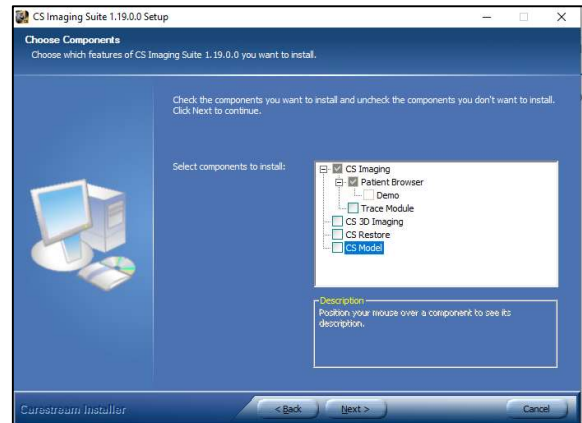 CS Imaging Suite 1.19.0.0 Setup
Choose Components
Choose which features of CS Imaging Suite 1.19.0.0 you want to install.
Check the components you want to install and uncheck the components you don't want to install.
Click Next to continue.
Select components to install:
CS Imaging
Patient Browser
Demo
Trace Module
CS 3D Imaging
CS Restore
CS Model
Description
Position your mouse over a component to see its
description.
Carestream Installer
< Back
Next >
Cancel